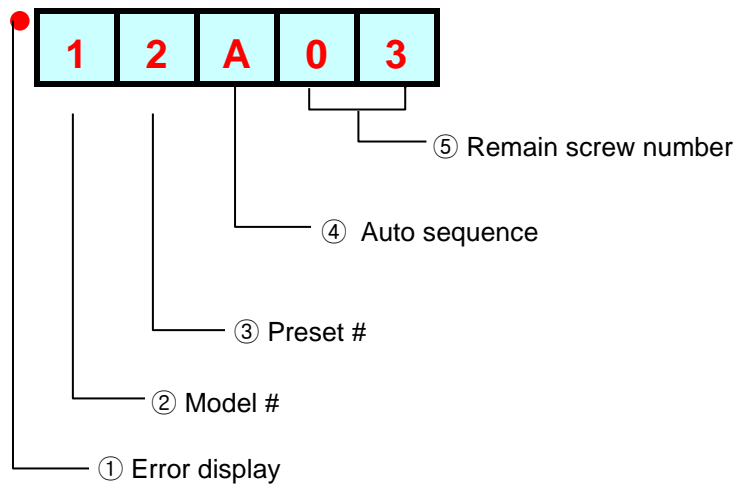 1 2 A 0 3
⑤ Remain screw number
④ Auto sequence
③ Preset #
② Model #
① Error display